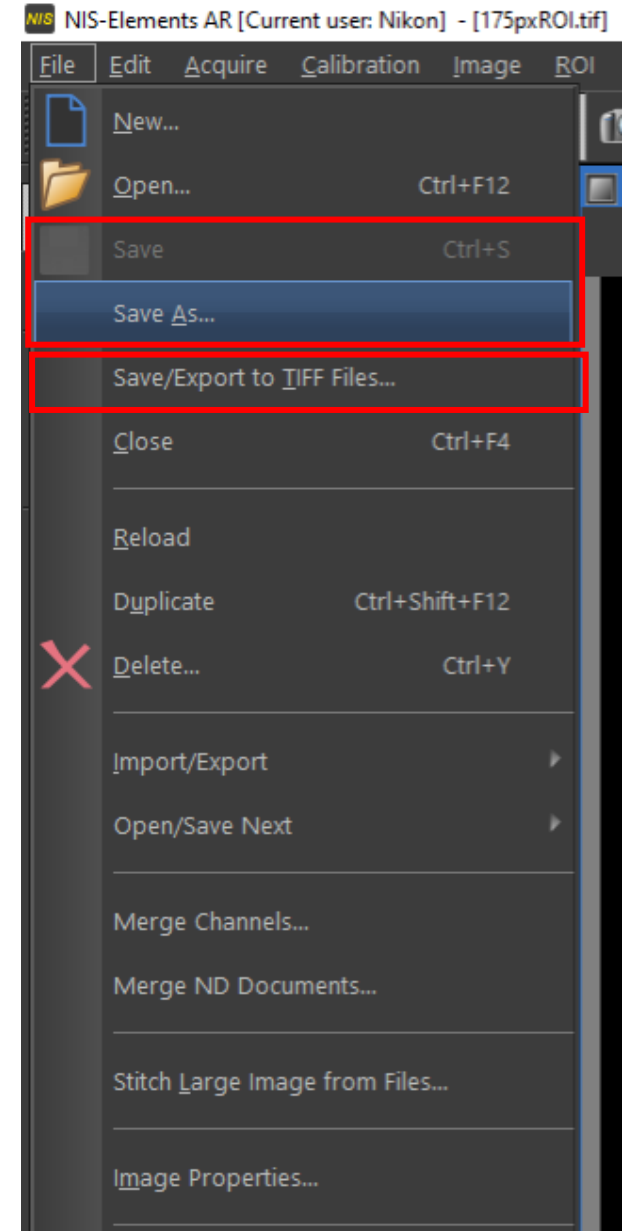 NIS NIS-Elements AR [Current user: Nikon] - [175pxROI.tif]
File Edit Acquire Calibration Image ROI
New...
Open... Ctrl+F12
Save Ctrl+S
Save As...
Save/Export to TIFF Files...
Close Ctrl+F4
Reload
Duplicate Ctrl+Shift+F12
Delete... Ctrl+Y
Import/Export
Open/Save Next
Merge Channels...
Merge ND Documents...
Stitch Large Image from Files...
Image Properties...